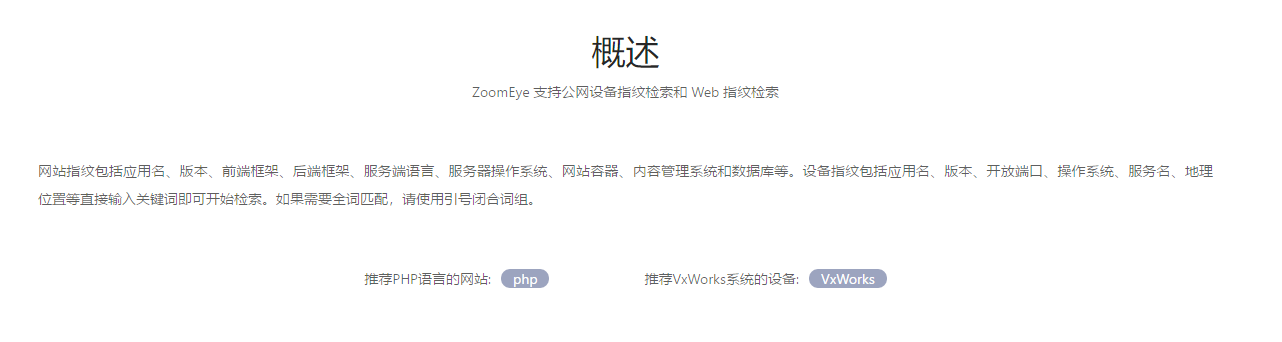 概述
ZoomEye 支持公网设备指纹检索和 Web 指纹检索
网站指纹包括应用名、版本、前端框架、后端框架、服务端语言、服务器操作系统、网站容器、内容管理系统和数据库等。设备指纹包括应用名、版本、开放端口、操作系统、服务名、地理
位置等直接输入关键词即可开始检索。如果需要全词匹配，请使用引号闭合词组。
推荐PHP语言的网站: php 推荐VxWorks系统的设备: VxWorks